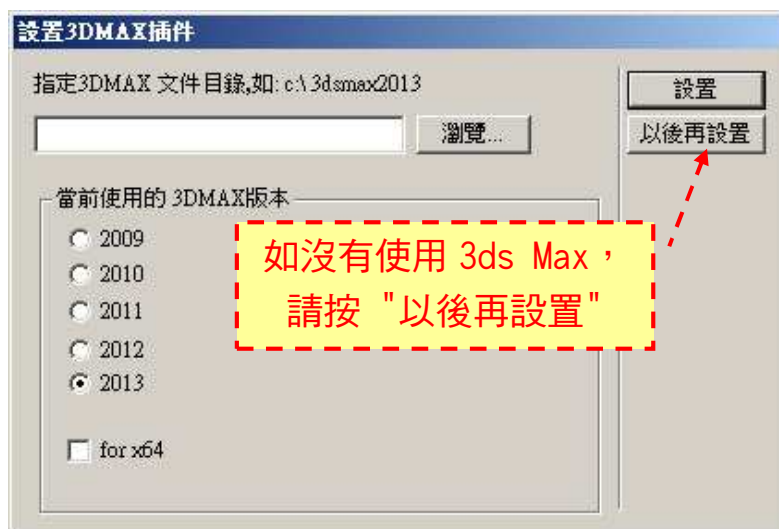 設置3DMAX插件
指定3DMAX 文件目錄,如: c:\ 3dsmax2013
設置
瀏覽...
以後再設置
當前使用的 3DMAX版本
2009
2010
2011
2012
2013
for x64
如沒有使用 3ds Max，
請按 "以後再設置"